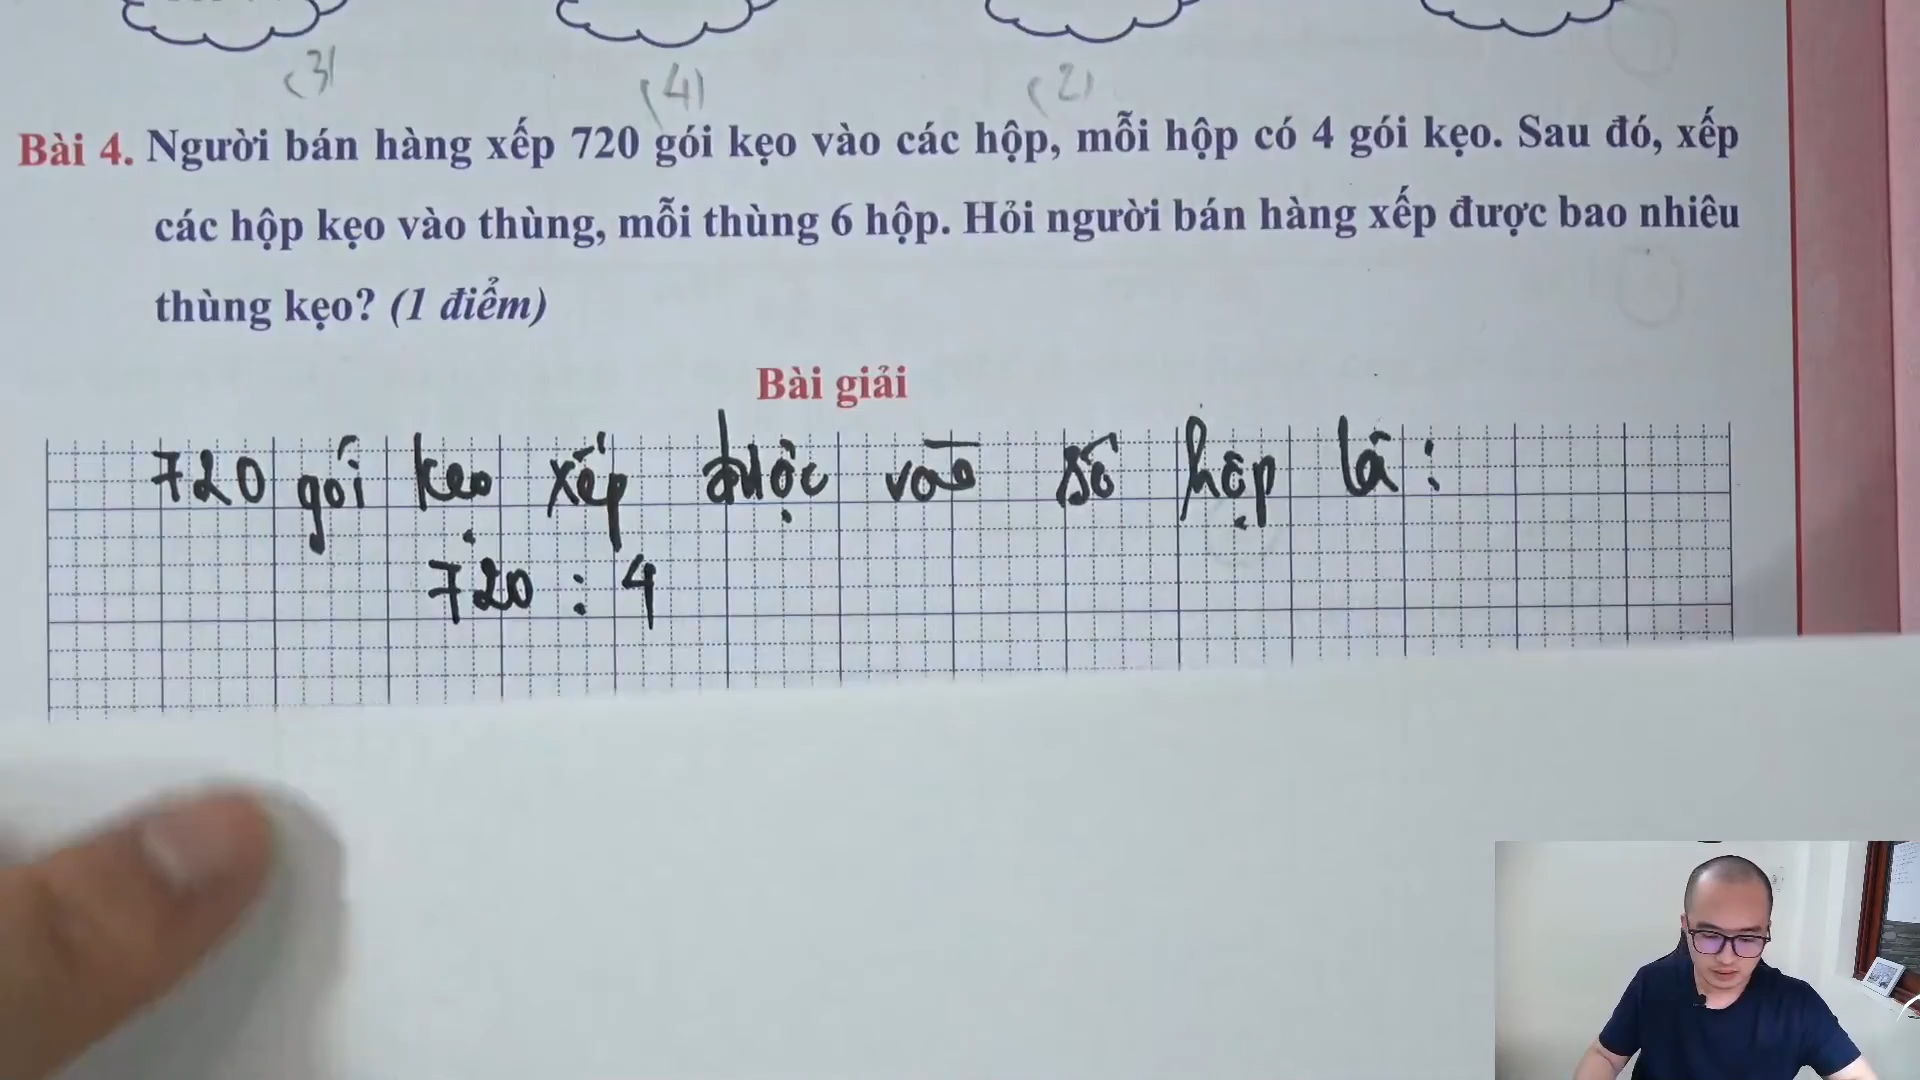 (3)
(4)
(2)
Bài 4. Người bán hàng xếp 720 gói kẹo vào các hộp, mỗi hộp có 4 gói kẹo. Sau đó, xếp
các hộp kẹo vào thùng, mỗi thùng 6 hộp. Hỏi người bán hàng xếp được bao nhiêu
thùng kẹo? (1 điểm)
Bài giải
720 gói kẹo xếp được vào số hộp là:
720 : 4